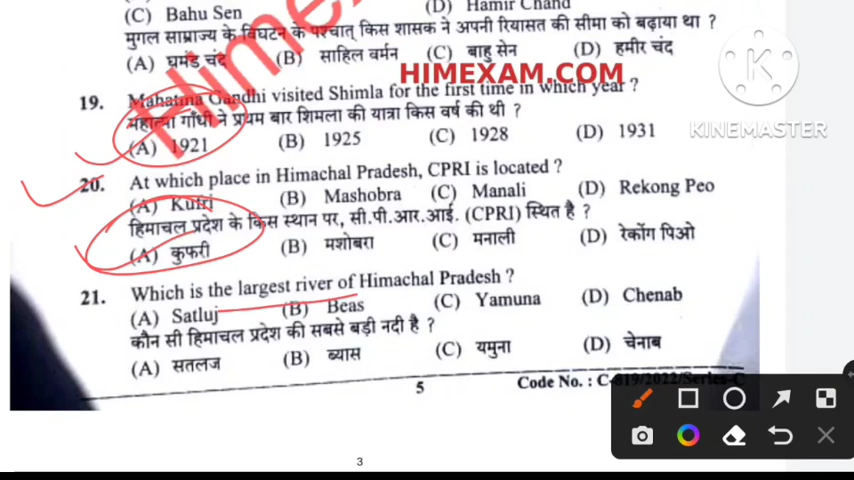 (C) Bahu Sen (D) Hamir Chand
मुगल साम्राज्य के विघटन के पश्चात् किस शासक ने अपनी रियासत की सीमा को बढ़ाया था ?
(A) घमंड चंद (B) साहिल वर्मन (C) बाहु सेन (D) हमीर चंद
HIMEXAM.COM
19. Mahatma Gandhi visited Shimla for the first time in which year ?
महात्मा गाँधी ने प्रथम बार शिमला की यात्रा किस वर्ष की थी ?
(A) 1921 (B) 1925 (C) 1928 (D) 1931
KINEMASTER
20. At which place in Himachal Pradesh, CPRI is located ?
(A) Kufri (B) Mashobra (C) Manali (D) Rekong Peo
हिमाचल प्रदेश के किस स्थान पर, सी.पी.आर.आई. (CPRI) स्थित है ?
(A) कुफरी (B) मशोबरा (C) मनाली (D) रेकोंग पिओ
21. Which is the largest river of Himachal Pradesh ?
(A) Satluj (B) Beas (C) Yamuna (D) Chenab
कौन सी हिमाचल प्रदेश की सबसे बड़ी नदी है ?
(A) सतलज (B) ब्यास (C) यमुना (D) चेनाब
5 Code No. : C-819/2022/Series-C
3